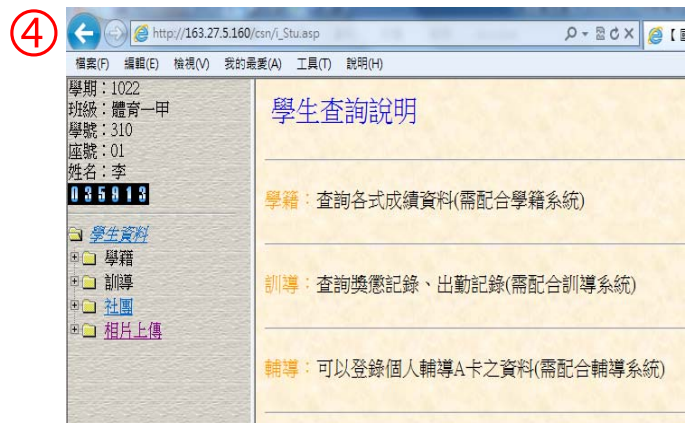 ④
http://163.27.5.160/csn/i_Stu.asp
檔案(F) 編輯(E) 檢視(V) 我的最愛(A) 工具(T) 說明(H)
學期：1022
班級：體育一甲
學號：310
座號：01
姓名：李
035913
學生資料
學籍
訓導
社團
相片上傳
學生查詢說明
學籍：查詢各式成績資料(需配合學籍系統)
訓導：查詢獎懲記錄、出勤記錄(需配合訓導系統)
輔導：可以登錄個人輔導A卡之資料(需配合輔導系統)